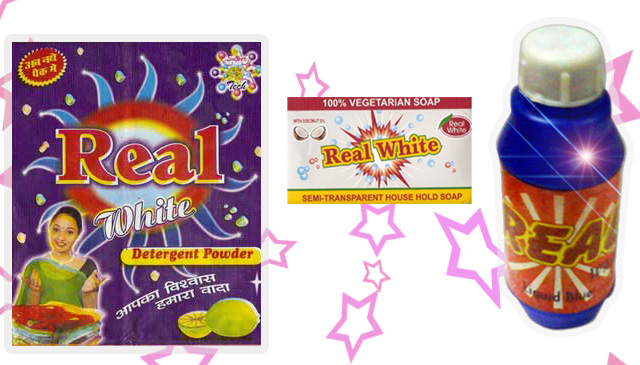 अब नये
पैक में
Tech
Real
White
Detergent Powder
आपका विश्वास
हमारा वादा
100% VEGETARIAN SOAP
WITH COCONUT OIL
Real
White
Real White
SEMI-TRANSPARENT HOUSE HOLD SOAP
REAL
Liquid Blue